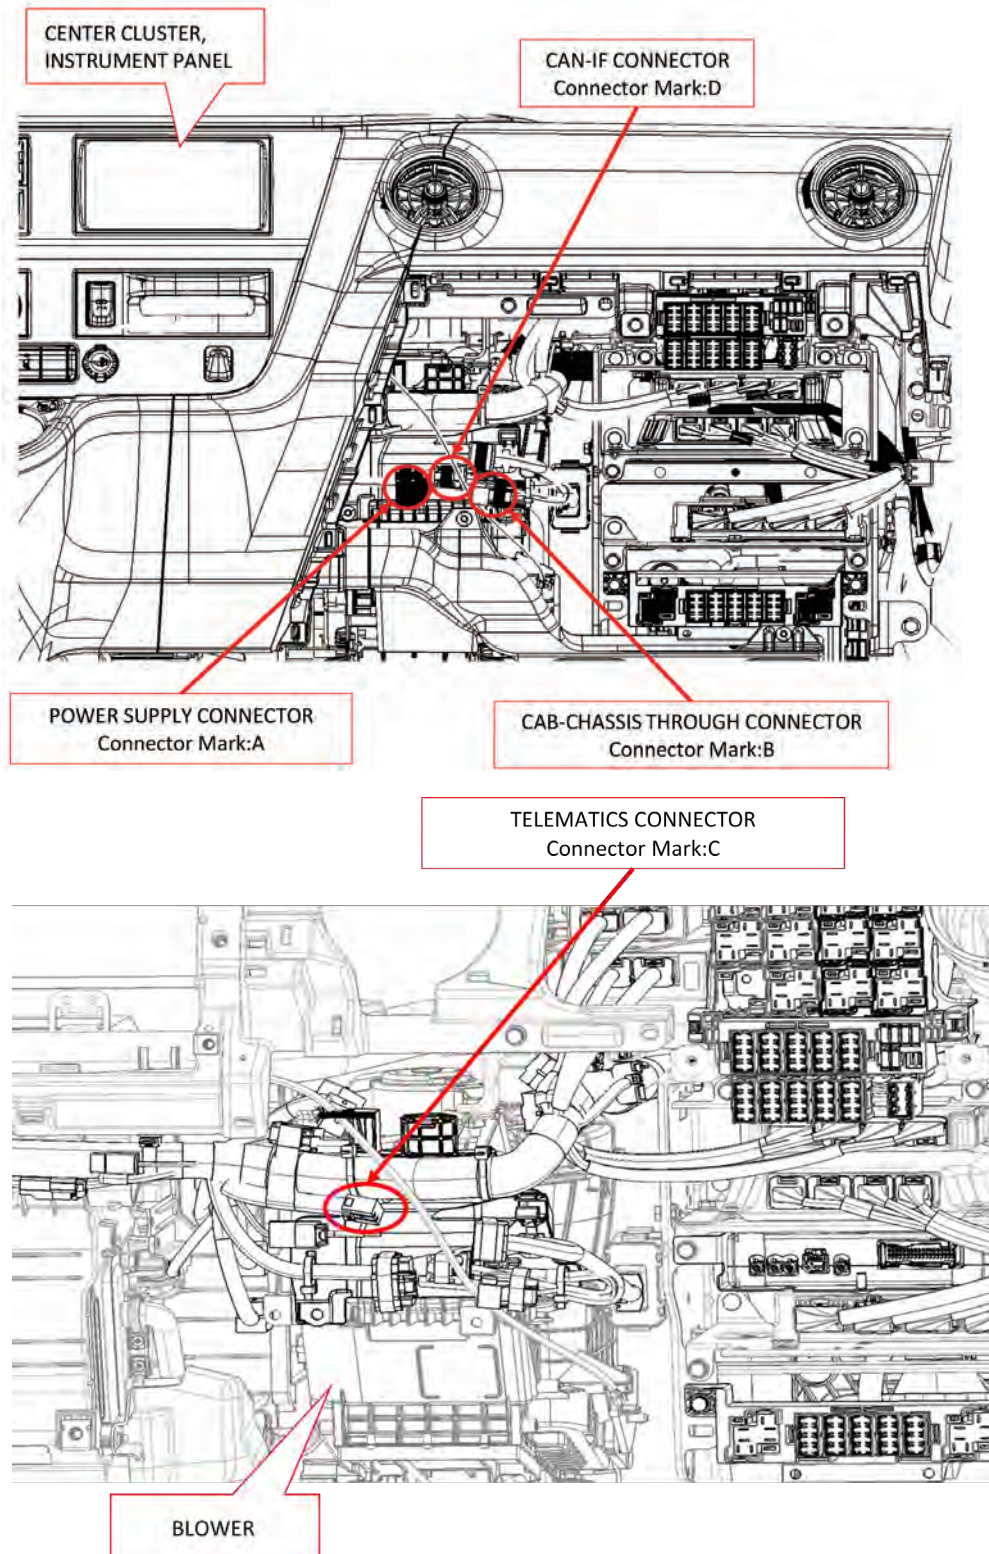 CENTER CLUSTER,
INSTRUMENT PANEL
CAN-IF CONNECTOR
Connector Mark:D
POWER SUPPLY CONNECTOR
Connector Mark:A
CAB-CHASSIS THROUGH CONNECTOR
Connector Mark:B
TELEMATICS CONNECTOR
Connector Mark:C
BLOWER